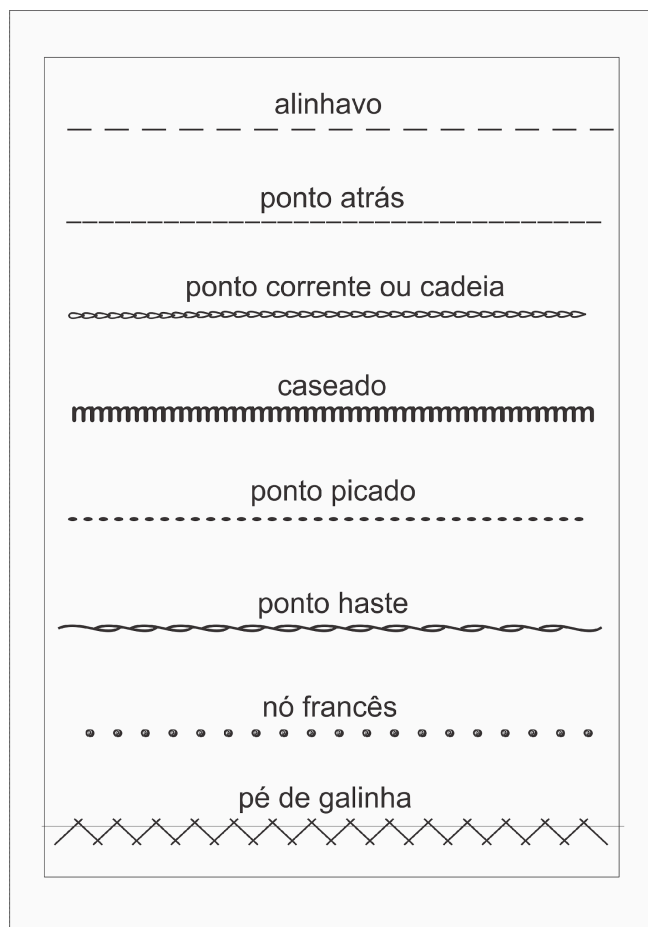 alinhavo
ponto atrás
ponto corrente ou cadeia
caseado
ponto picado
ponto haste
nó francês
pé de galinha